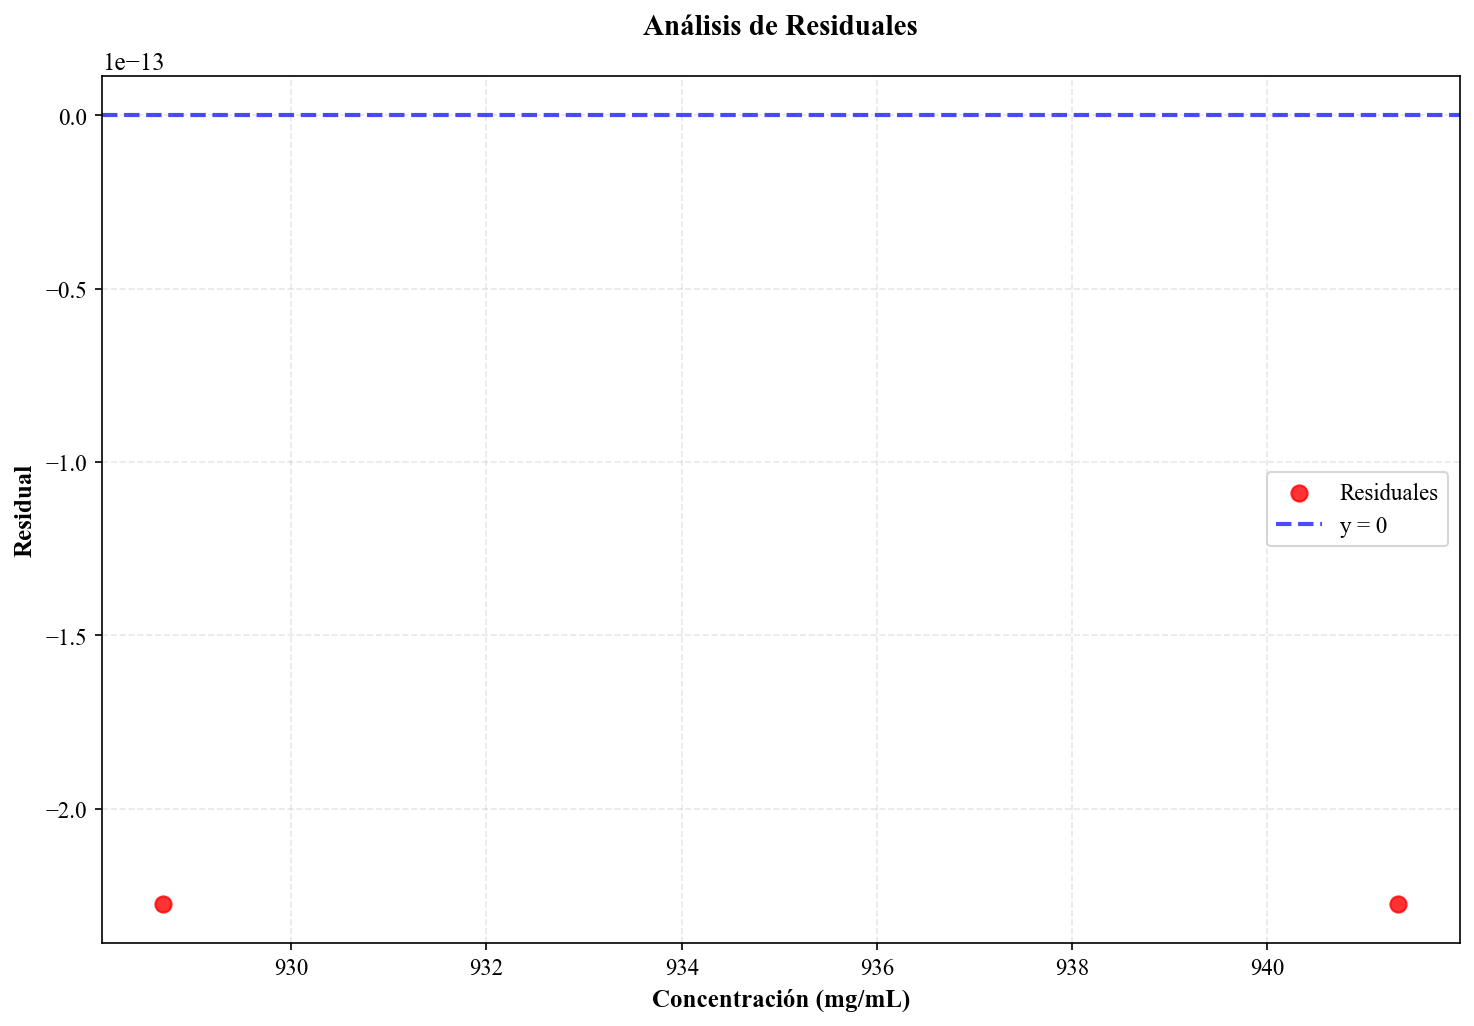 Análisis de Residuales
1e−13
0.0
−0.5
−1.0
−1.5
−2.0
Residual
Residuales
y = 0
930
932
934
936
938
940
Concentración (mg/mL)